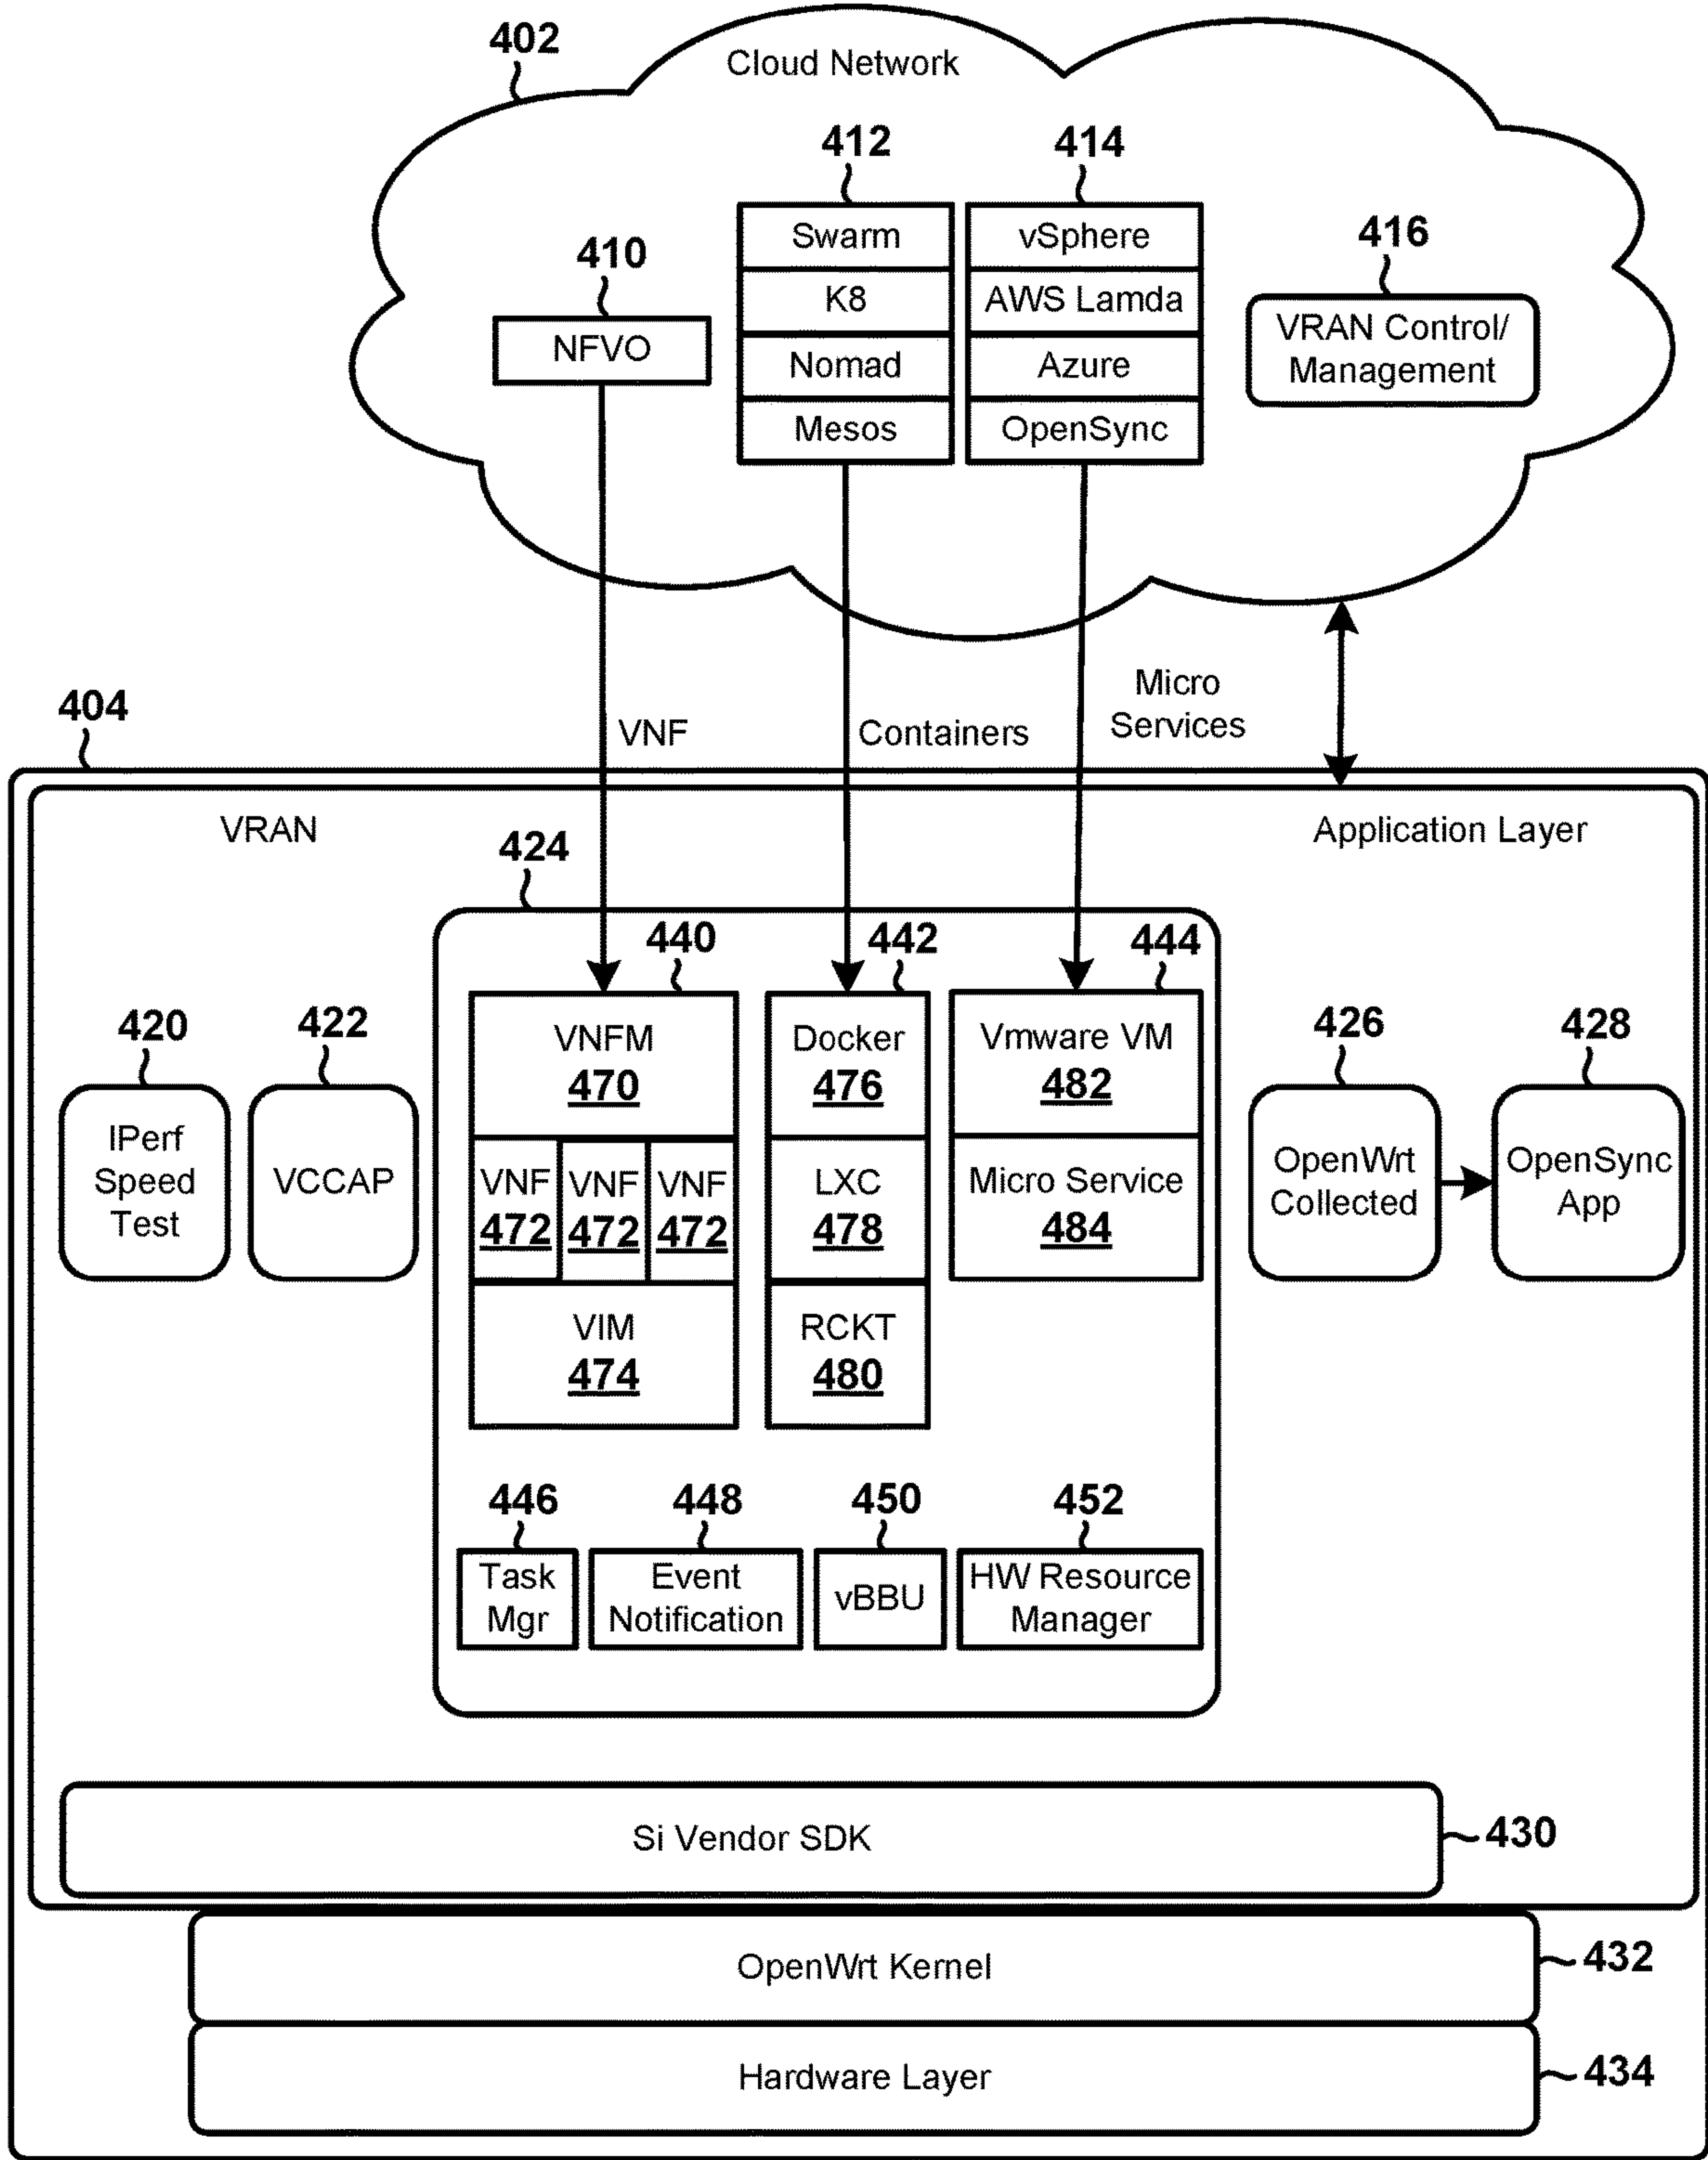 402
Cloud Network
412
414
Swarm
vSphere
410
416
K8
AWS Lamda
NFVO
VRAN Control/
Management
Nomad
Azure
Mesos
OpenSync
404
VNF
Containers
Micro
Services
VRAN
Application Layer
424
440
442
444
420
422
426
428
VNFM
470
Docker
476
Vmware VM
482
IPerf
Speed
Test
VCCAP
VNF
472
VNF
472
VNF
472
LXC
478
Micro Service
484
OpenWrt
Collected
OpenSync
App
VIM
474
RCKT
480
446
448
450
452
Task
Mgr
Event
Notification
vBBU
HW Resource
Manager
Si Vendor SDK
430
OpenWrt Kernel
432
Hardware Layer
434